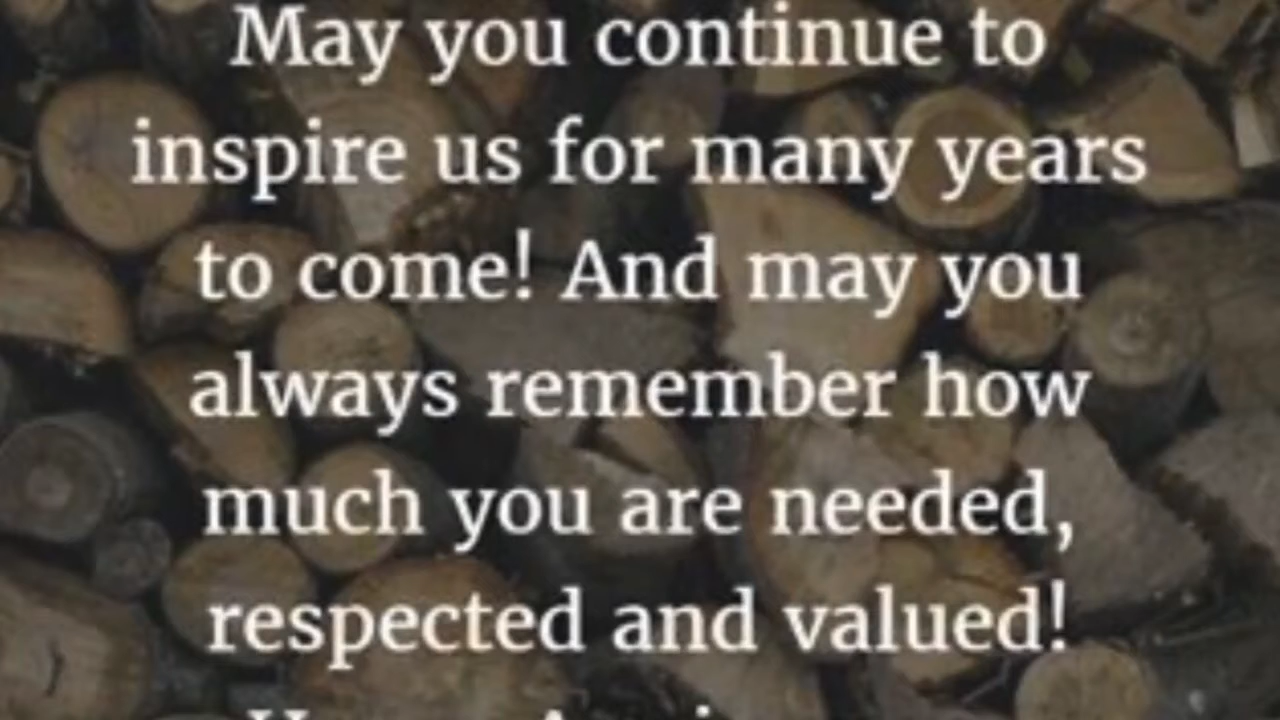 May you continue to
inspire us for many years
to come! And may you
always remember how
much you are needed,
respected and valued!